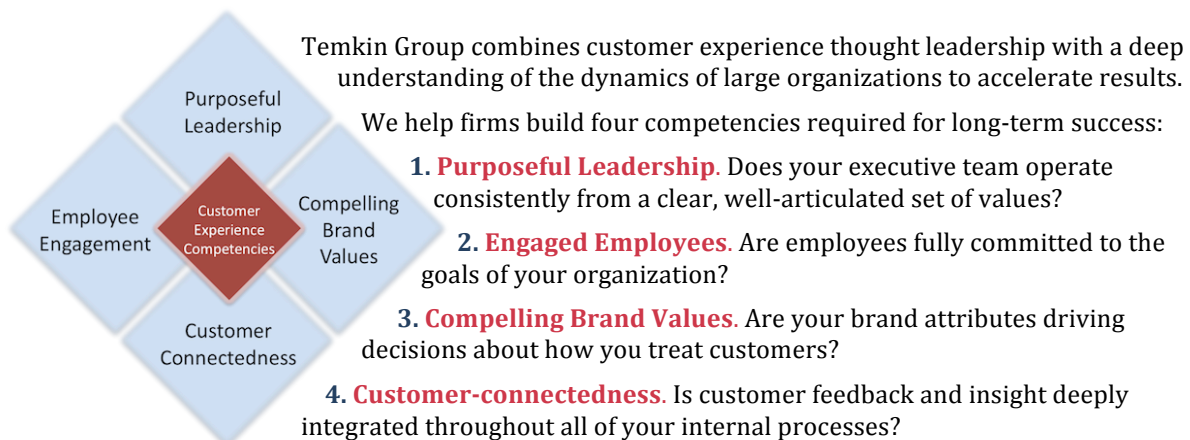 Purposeful
Leadership
Employee
Engagement
Customer
Experience
Competencies
Compelling
Brand
Values
Customer
Connectedness
Temkin Group combines customer experience thought leadership with a deep
understanding of the dynamics of large organizations to accelerate results.
We help firms build four competencies required for long-term success:
1. Purposeful Leadership. Does your executive team operate
consistently from a clear, well-articulated set of values?
2. Engaged Employees. Are employees fully committed to the
goals of your organization?
3. Compelling Brand Values. Are your brand attributes driving
decisions about how you treat customers?
4. Customer-connectedness. Is customer feedback and insight deeply
integrated throughout all of your internal processes?